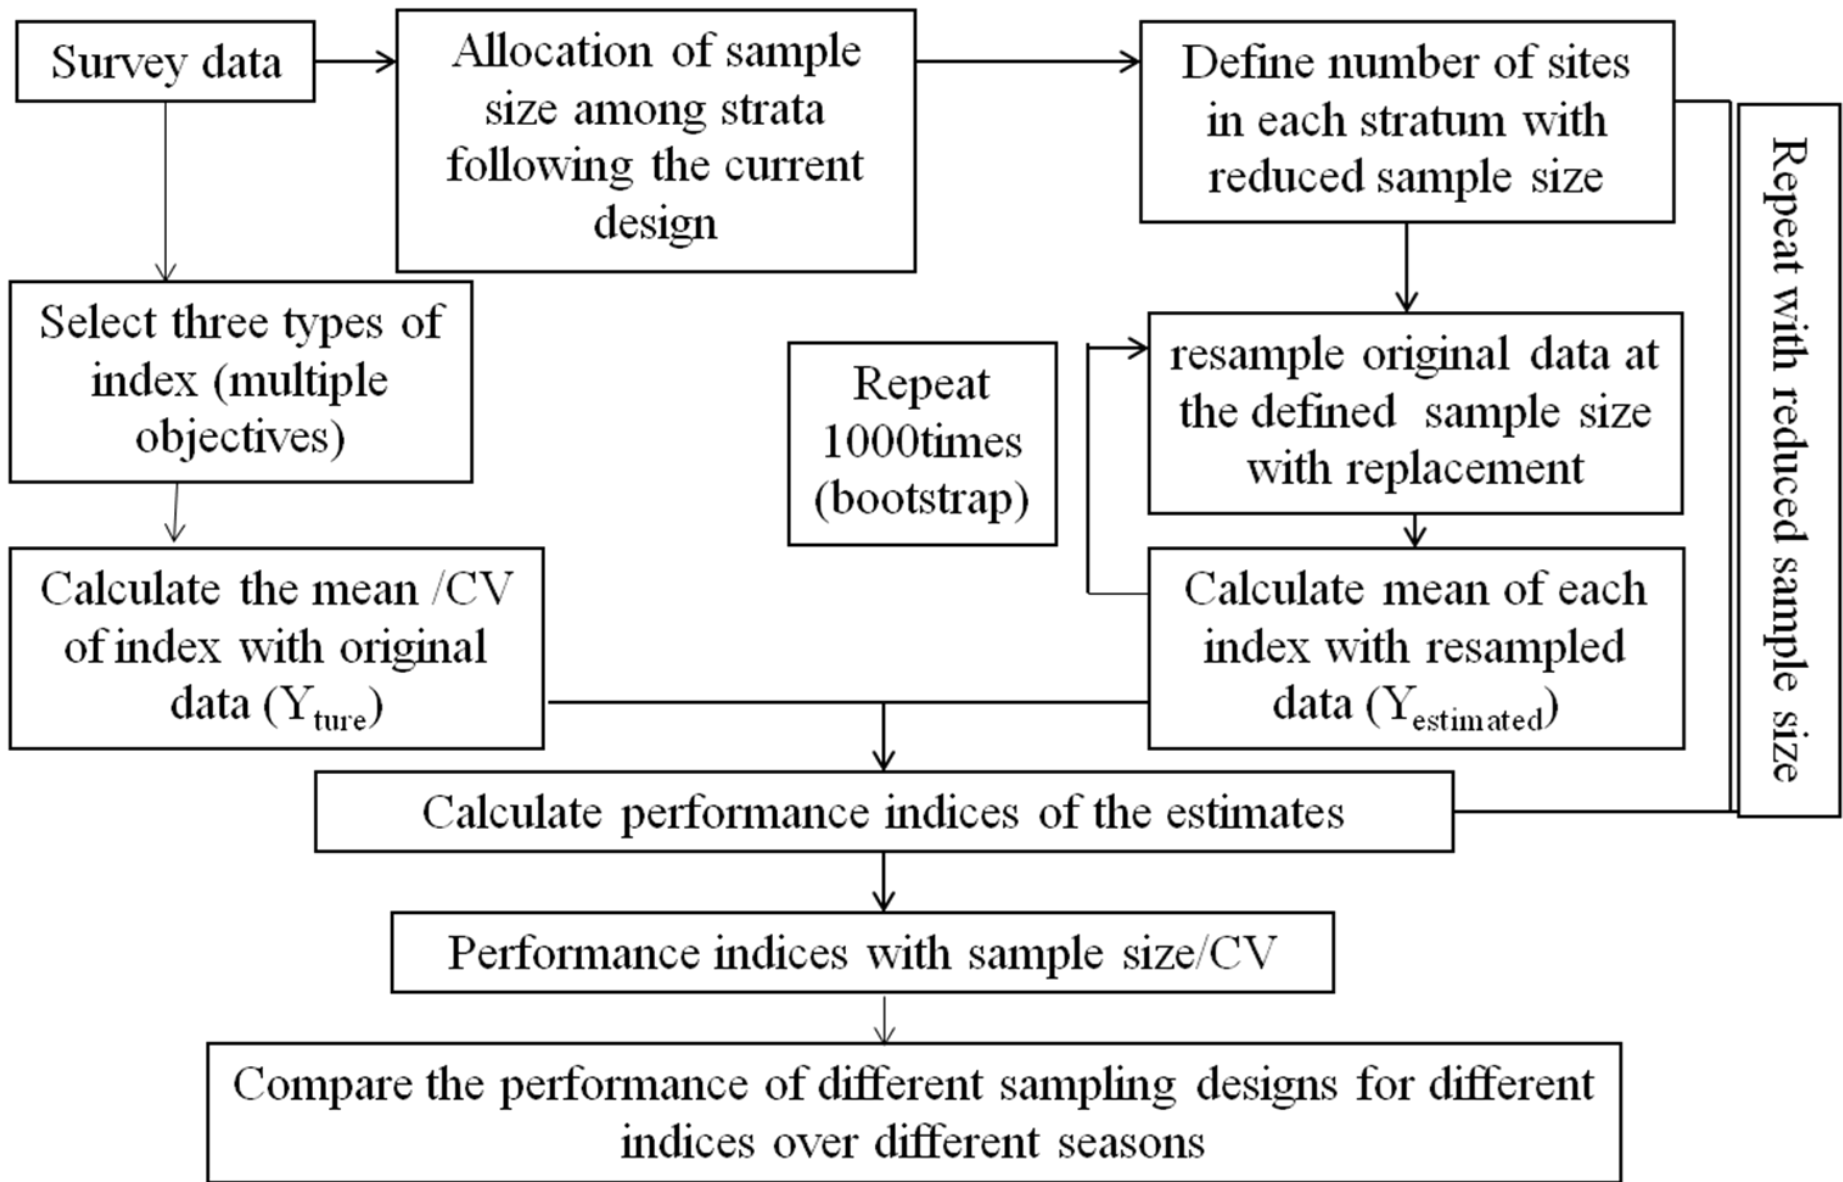 Survey data
Allocation of sample
size among strata
following the current
design
Define number of sites
in each stratum with
reduced sample size
Repeat with reduced sample size
Select three types of
index (multiple
objectives)
Repeat
1000times
(bootstrap)
resample original data at
the defined sample size
with replacement
Calculate the mean /CV
of index with original
data (Yture)
Calculate mean of each
index with resampled
data (Yestimated)
Calculate performance indices of the estimates
Performance indices with sample size/CV
Compare the performance of different sampling designs for different
indices over different seasons